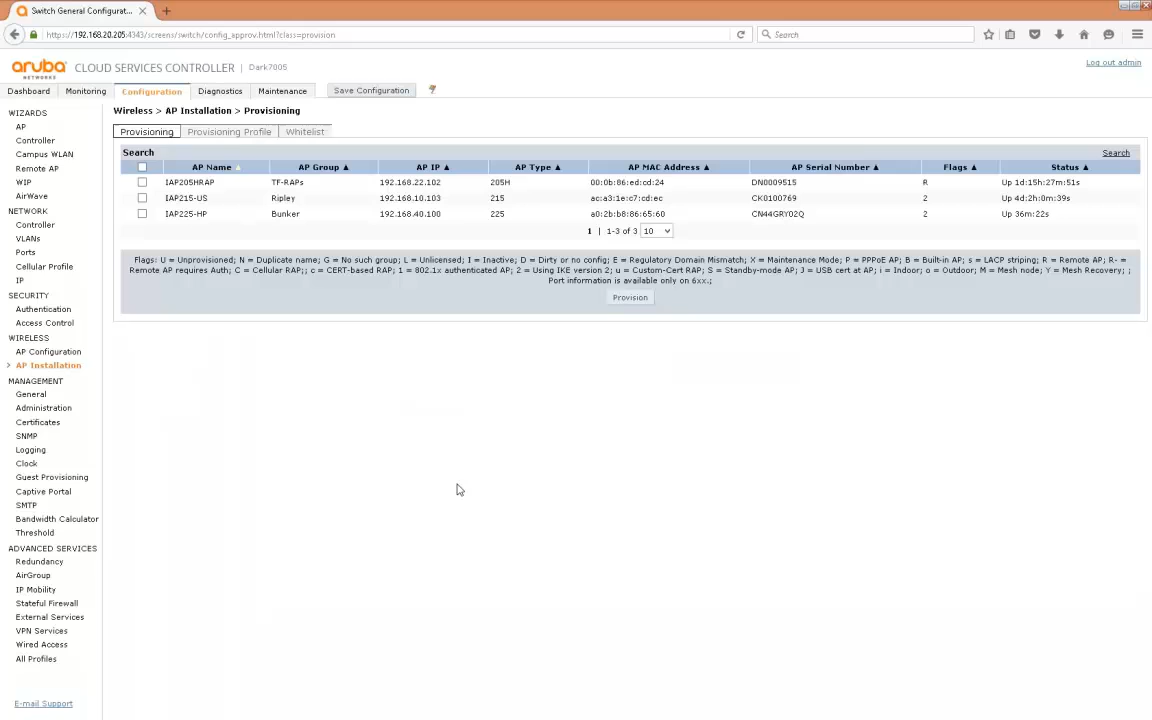 Switch General Configurat...
https://192.168.20.205:4343/screens/switch/config_approv.html?class=provision
Search
aruba NETWORKS CLOUD SERVICES CONTROLLER | Dark7005
Log out admin
Dashboard Monitoring Configuration Diagnostics Maintenance Save Configuration
WIZARDS
AP
Controller
Campus WLAN
Remote AP
WIP
AirWave
NETWORK
Controller
VLANs
Ports
Cellular Profile
IP
SECURITY
Authentication
Access Control
WIRELESS
AP Configuration
> AP Installation
MANAGEMENT
General
Administration
Certificates
SNMP
Logging
Clock
Guest Provisioning
Captive Portal
SMTP
Bandwidth Calculator
Threshold
ADVANCED SERVICES
Redundancy
AirGroup
IP Mobility
Stateful Firewall
External Services
VPN Services
Wired Access
All Profiles
E-mail Support
Wireless > AP Installation > Provisioning
Provisioning Provisioning Profile Whitelist
Search Search
AP Name ▲ AP Group ▲ AP IP ▲ AP Type ▲ AP MAC Address ▲ AP Serial Number ▲ Flags ▲ Status ▲
IAP205HRAP TF-RAPs 192.168.22.102 205H 00:0b:86:ed:cd:24 DN0009515 R Up 1d:15h:27m:51s
IAP215-US Ripley 192.168.10.103 215 ac:a3:1e:c7:cd:ec CK0100769 2 Up 4d:2h:0m:39s
IAP225-HP Bunker 192.168.40.100 225 a0:2b:b8:86:65:60 CN44GRY02Q 2 Up 36m:22s
1 | 1-3 of 3 10
Flags: U = Unprovisioned; N = Duplicate name; G = No such group; L = Unlicensed; I = Inactive; D = Dirty or no config; E = Regulatory Domain Mismatch; X = Maintenance Mode; P = PPPoE AP; B = Built-in AP; s = LACP striping; R = Remote AP; R- =
Remote AP requires Auth; C = Cellular RAP;; c = CERT-based RAP; 1 = 802.1x authenticated AP; 2 = Using IKE version 2; u = Custom-Cert RAP; S = Standby-mode AP; J = USB cert at AP; i = Indoor; o = Outdoor; M = Mesh node; Y = Mesh Recovery; ;
Port information is available only on 6xx.;
Provision